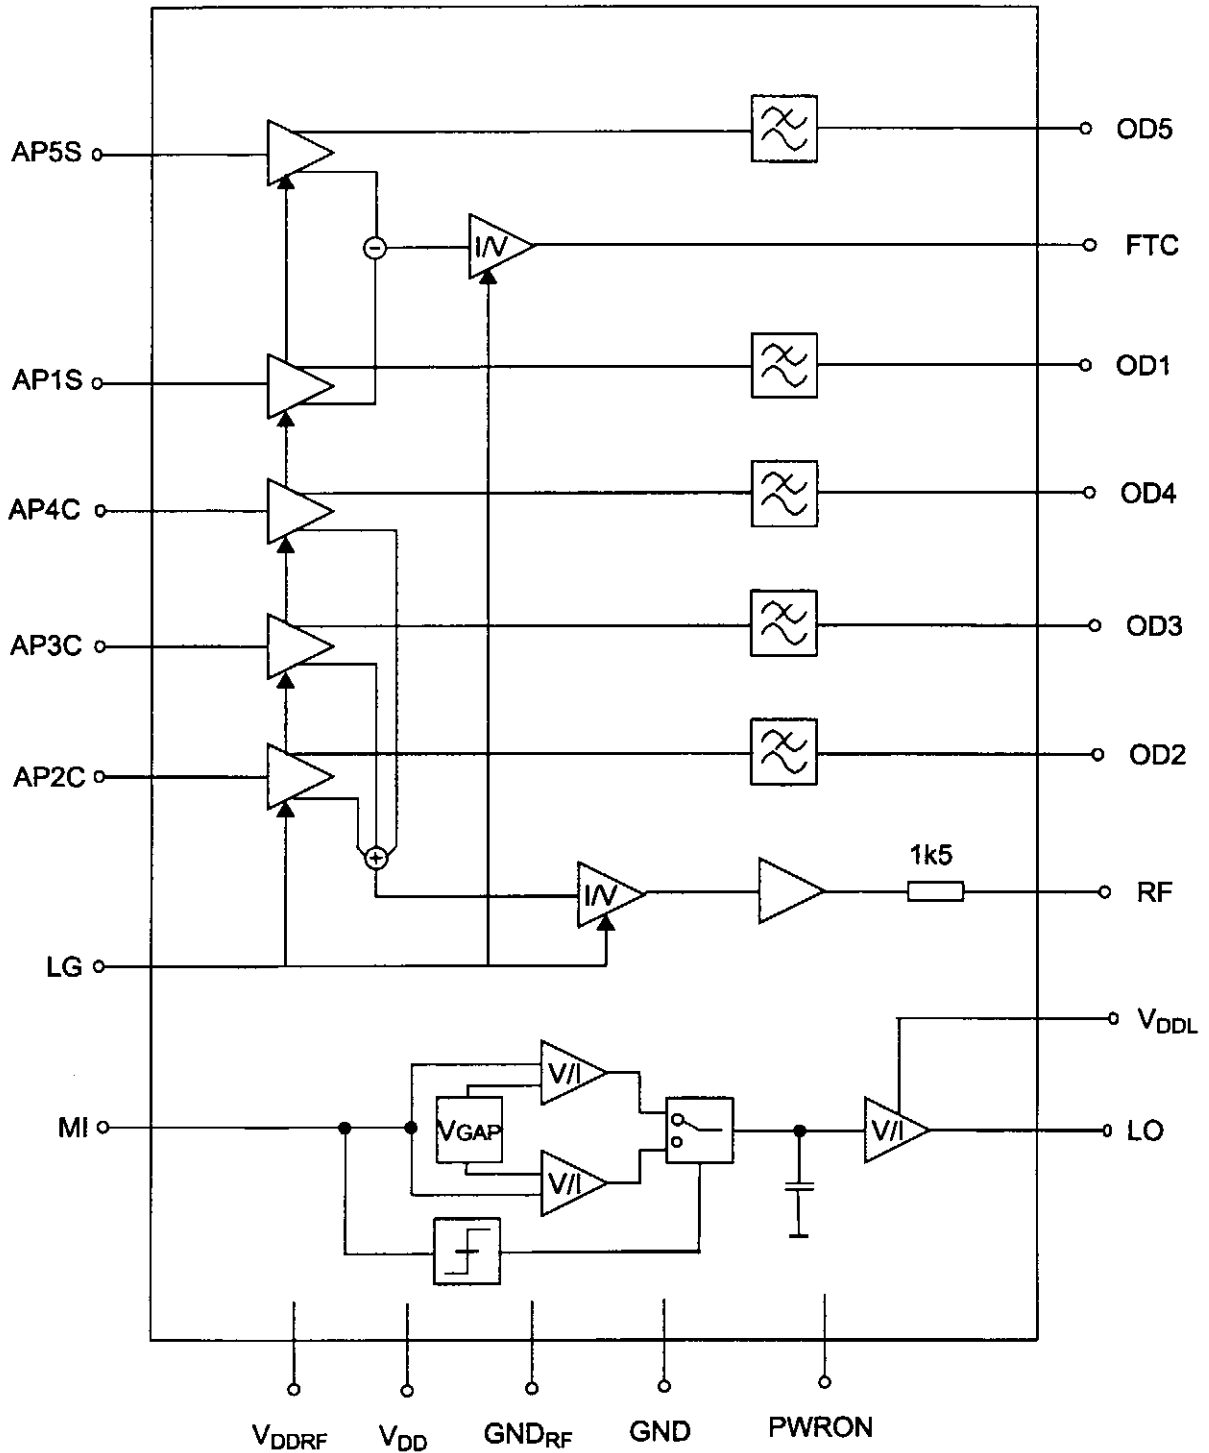 AP5S
OD5
I/V
FTC
AP1S
OD1
AP4C
OD4
AP3C
OD3
AP2C
OD2
1k5
I/V
RF
LG
VDDL
V/I
MI
VGAP
V/I
LO
V/I
VDDRF
VDD
GNDRF
GND
PWRON